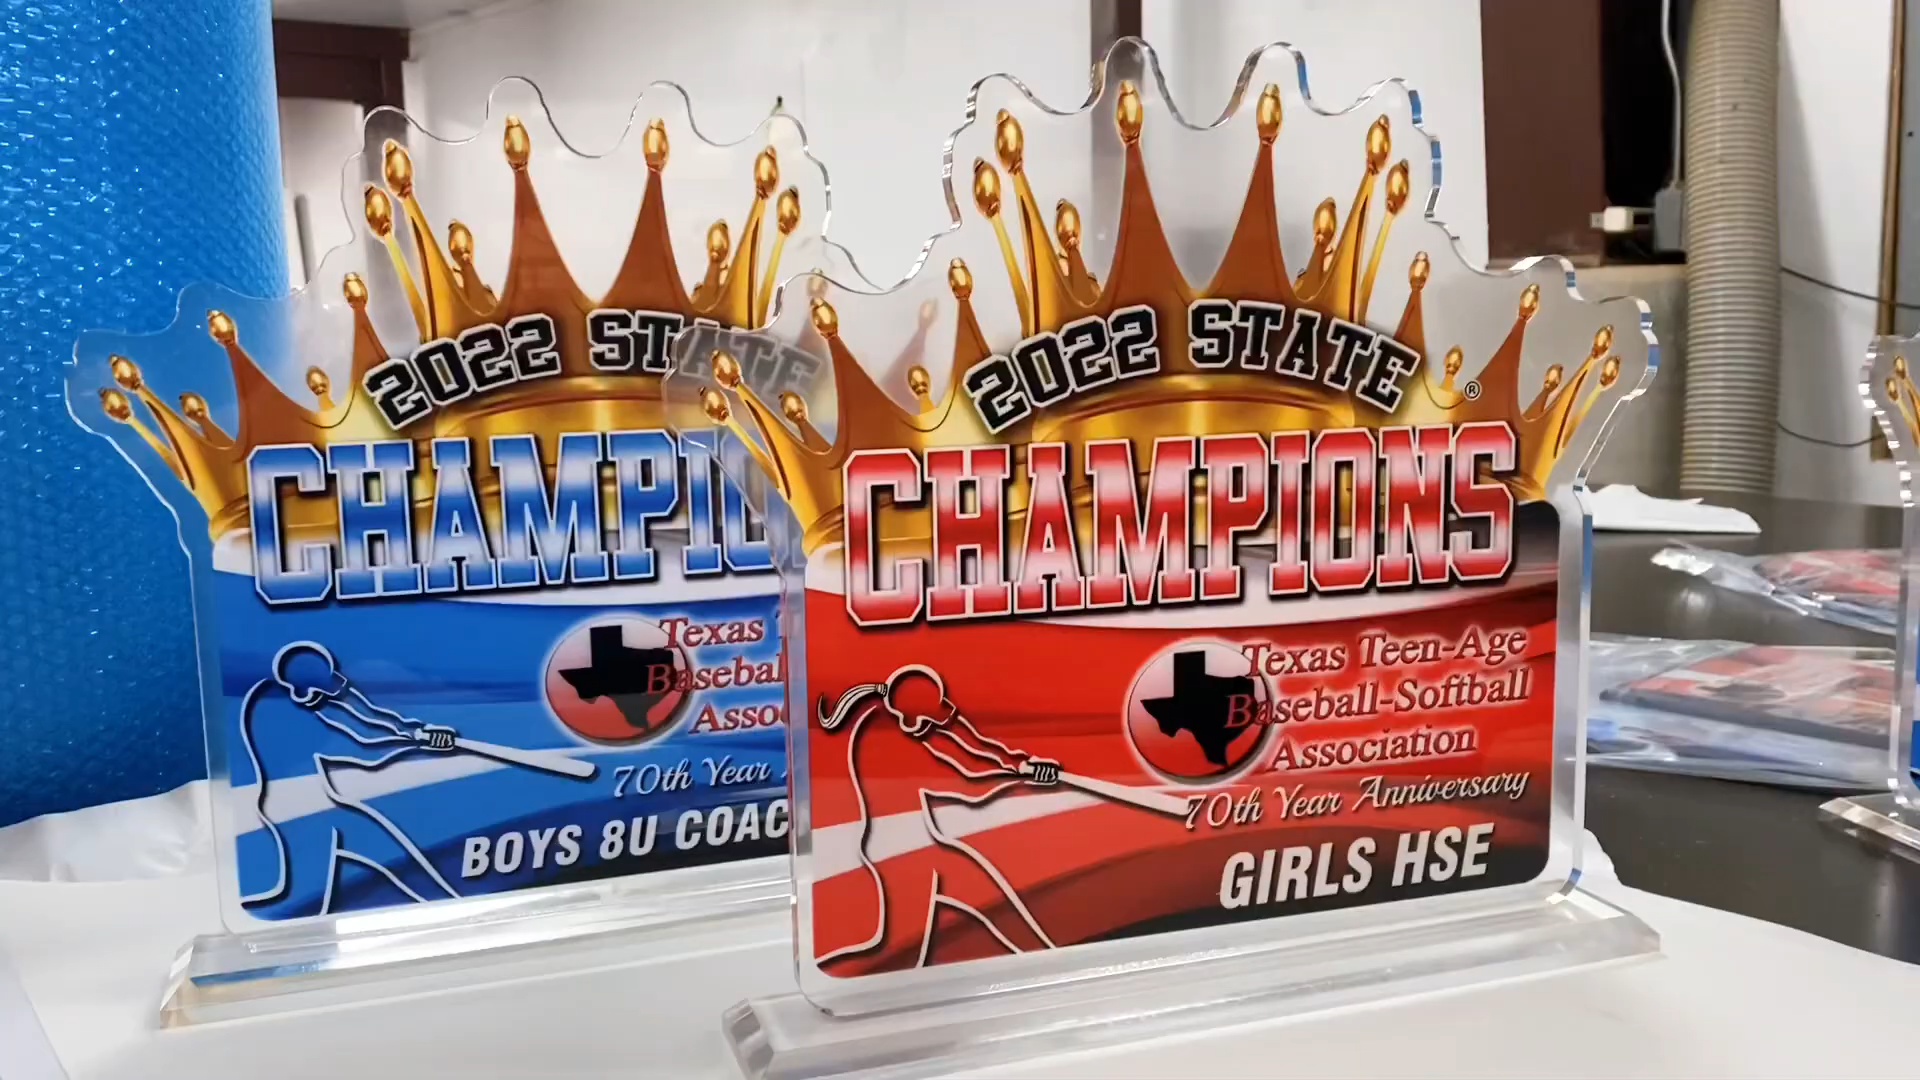 2022 STATE
CHAMPIO
Texas
Basebal
Asso
70th Year
BOYS 8U COAC
2022 STATE
®
CHAMPIONS
Texas Teen-Age
Baseball-Softball
Association
70th Year Anniversary
GIRLS HSE